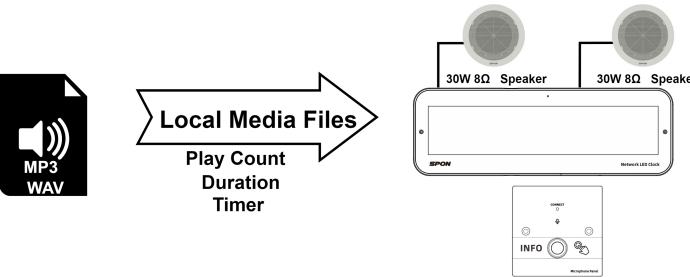 MP3
WAV
Local Media Files
Play Count
Duration
Timer
30W 8Ω Speaker
30W 8Ω Speake
SPON
Network LED Clock
CONNECT
INFO
Microphone Panel